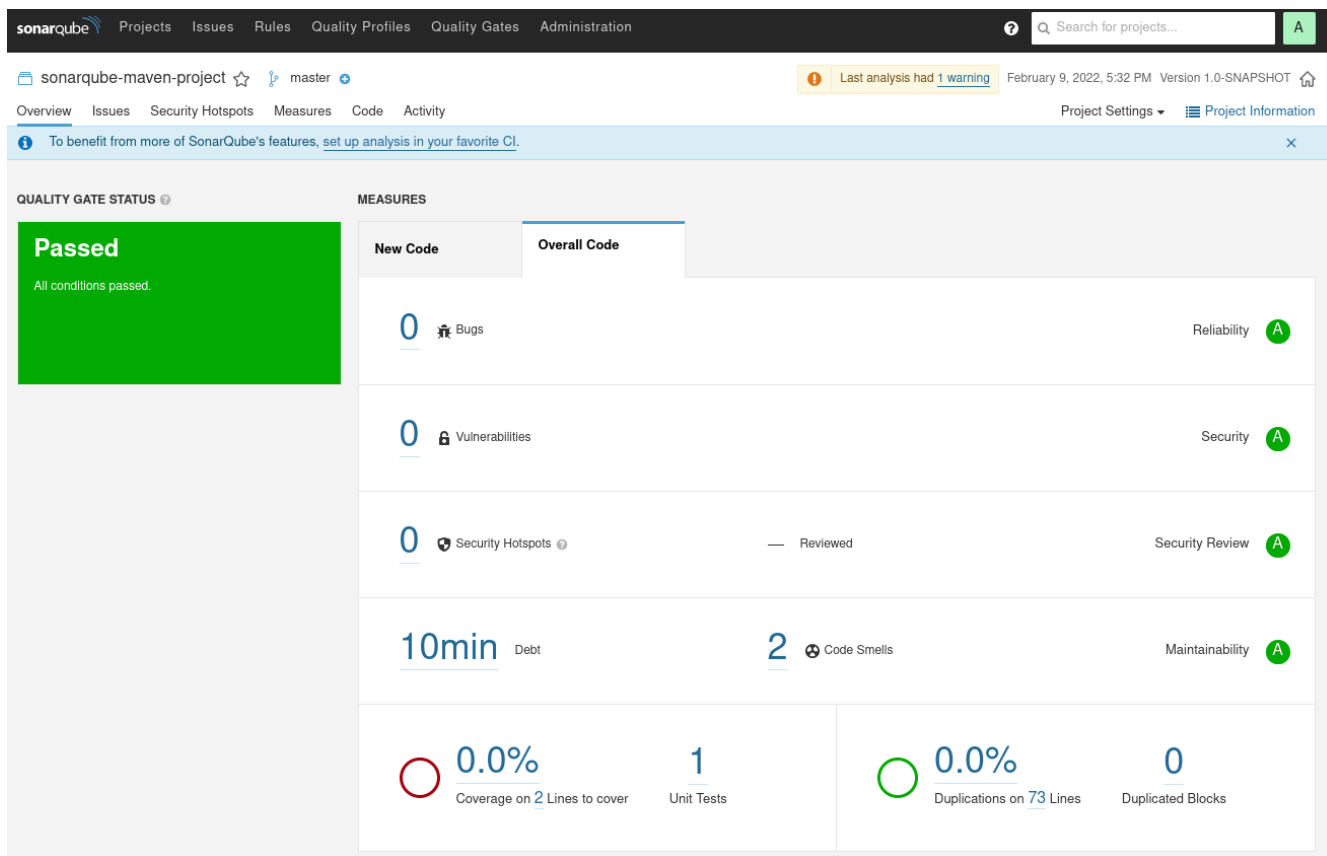 sonarqube Projects Issues Rules Quality Profiles Quality Gates Administration ? Search for projects... A
sonarqube-maven-project master Last analysis had 1 warning February 9, 2022, 5:32 PM Version 1.0-SNAPSHOT
Overview Issues Security Hotspots Measures Code Activity Project Settings Project Information
To benefit from more of SonarQube's features, set up analysis in your favorite CI.
QUALITY GATE STATUS ? MEASURES
Passed
All conditions passed.
New Code Overall Code
0 Bugs Reliability A
0 Vulnerabilities Security A
0 Security Hotspots ? — Reviewed Security Review A
10min Debt 2 Code Smells Maintainability A
0.0% 1 0.0% 0
Coverage on 2 Lines to cover Unit Tests Duplications on 73 Lines Duplicated Blocks